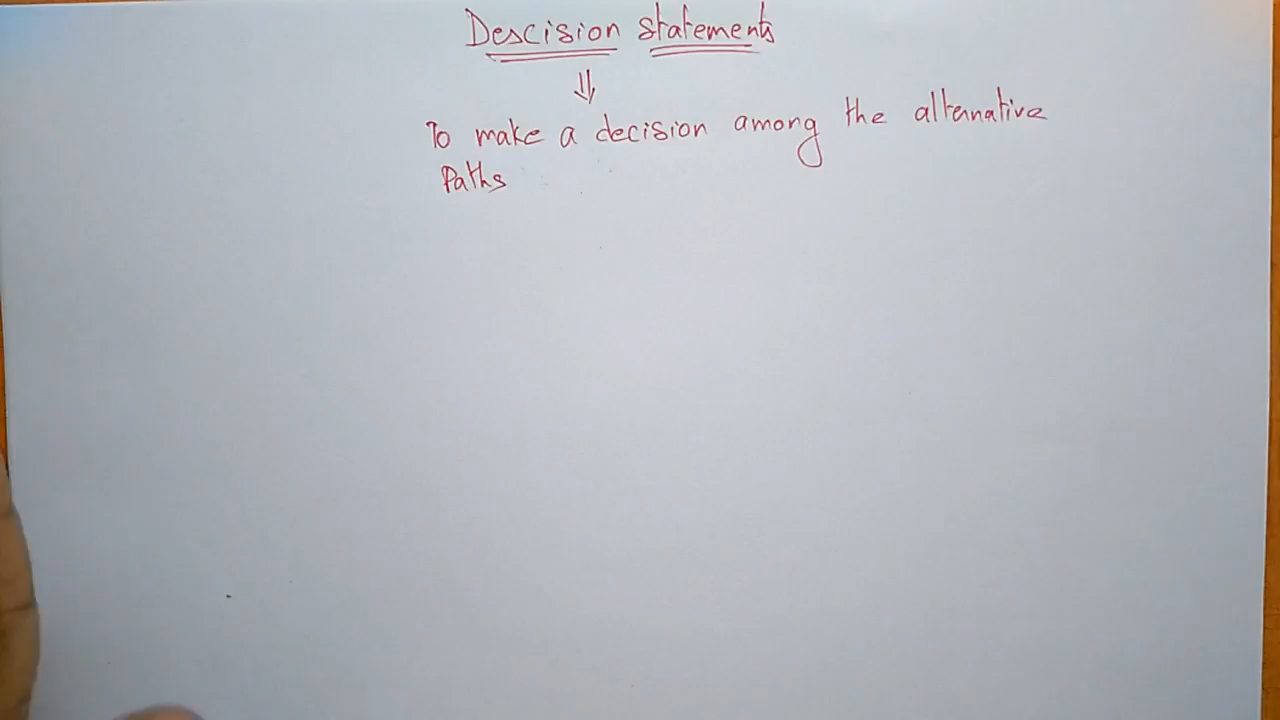 Descision statements
⇓
To make a decision among the alternative
Paths